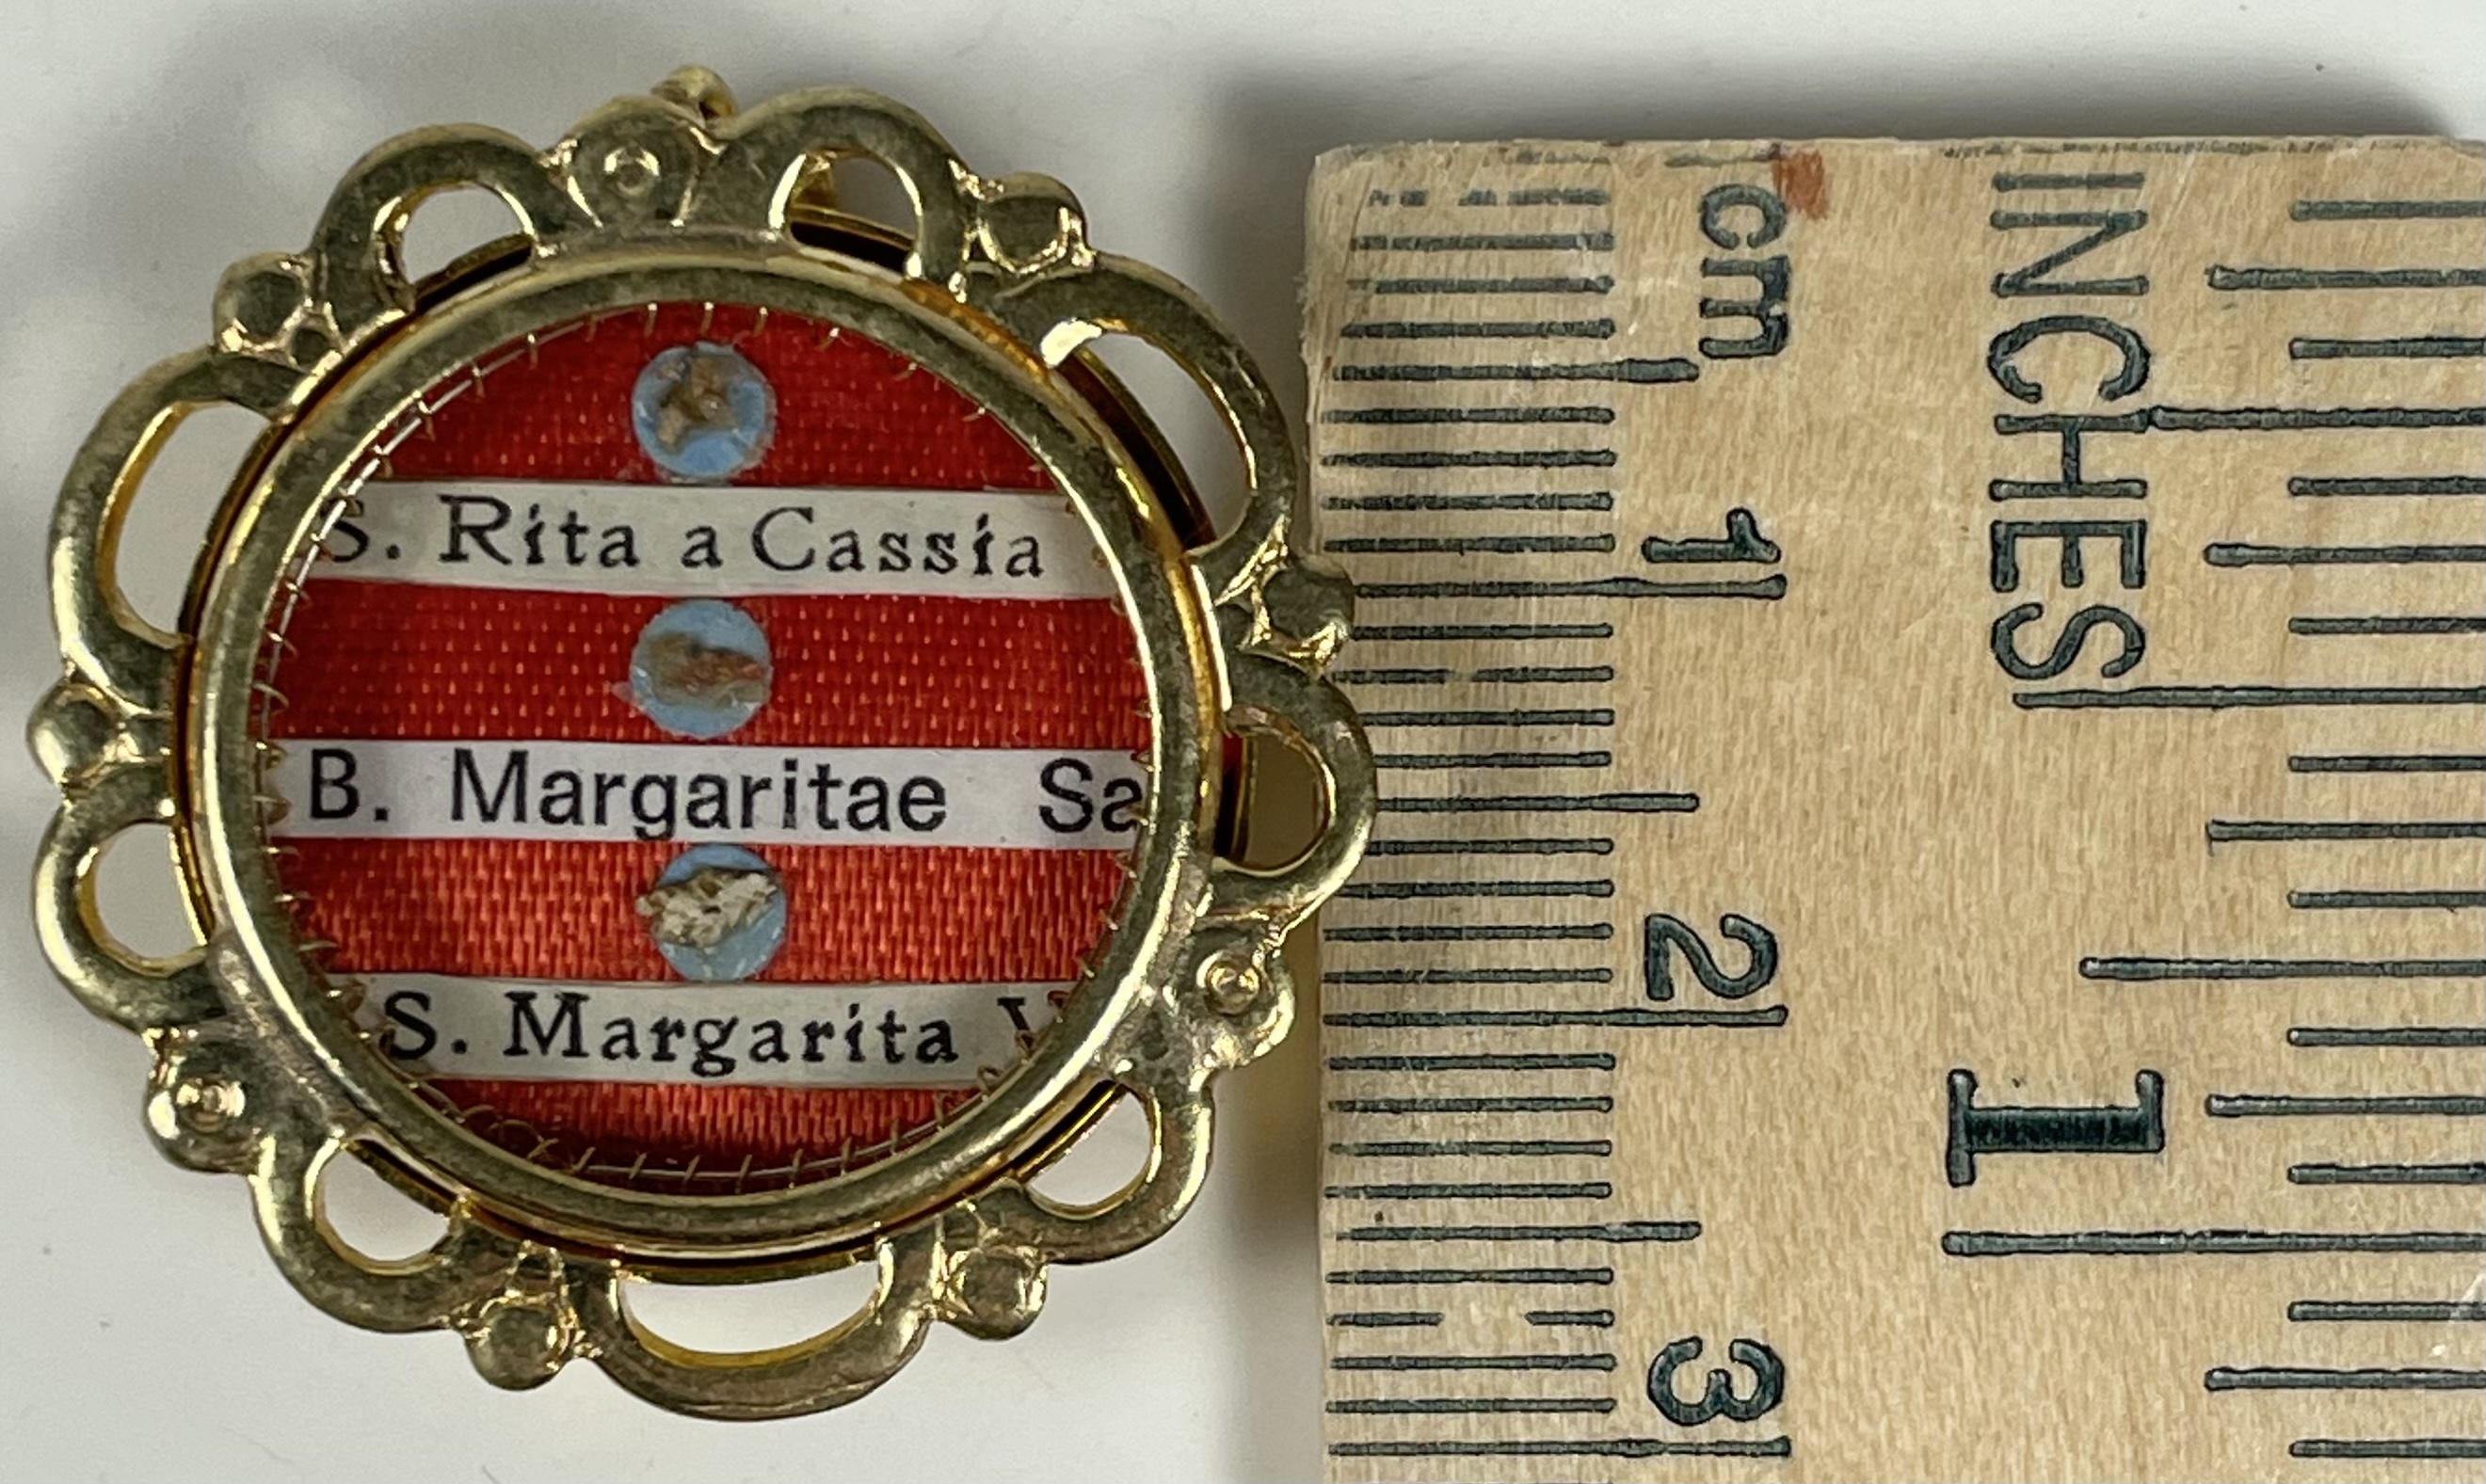 S. Rita a Cassia
B. Margaritae Sa
S. Margarita V
cm
1
2
3
INCHES
1